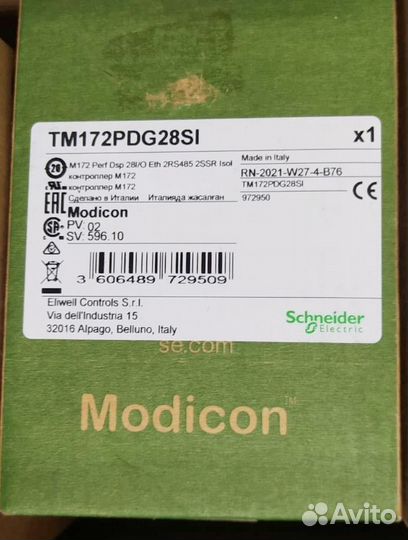 TM172PDG28SI x1
M172 Perf Dsp 28I/O Eth 2RS485 2SSR Isol
контроллер M172
контроллер M172
Сделано в Италии Италияда жасалған
Made in Italy
RN-2021-W27-4-B76
TM172PDG28SI
972950
28
EAC
CE
Modicon
PV: 02
SV: 596.10
3 606489 729509
Eliwell Controls S.r.l.
Via dell'Industria 15
32016 Alpago, Belluno, Italy
Schneider
Electric
se.com
Modicon
Avito